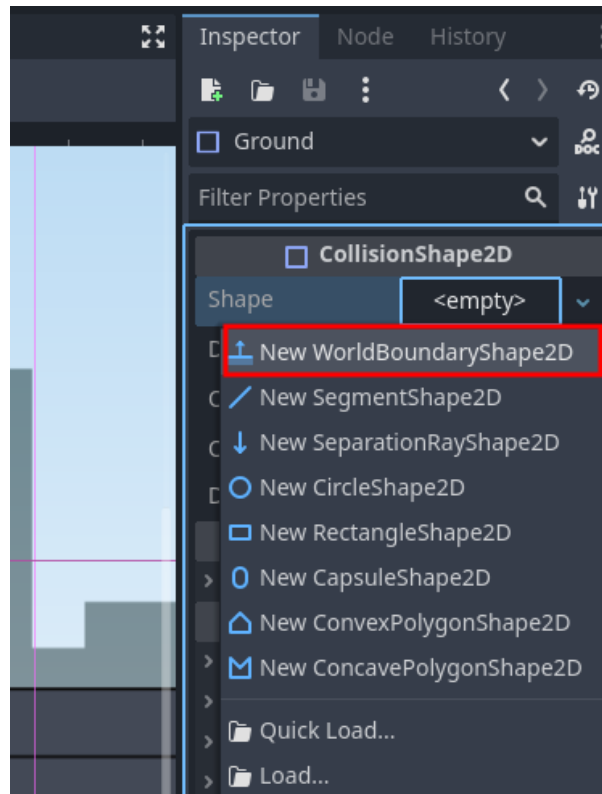 Inspector Node History
DOC
Ground
Filter Properties
CollisionShape2D
Shape <empty>
New WorldBoundaryShape2D
New SegmentShape2D
New SeparationRayShape2D
New CircleShape2D
New RectangleShape2D
New CapsuleShape2D
New ConvexPolygonShape2D
New ConcavePolygonShape2D
Quick Load...
Load...